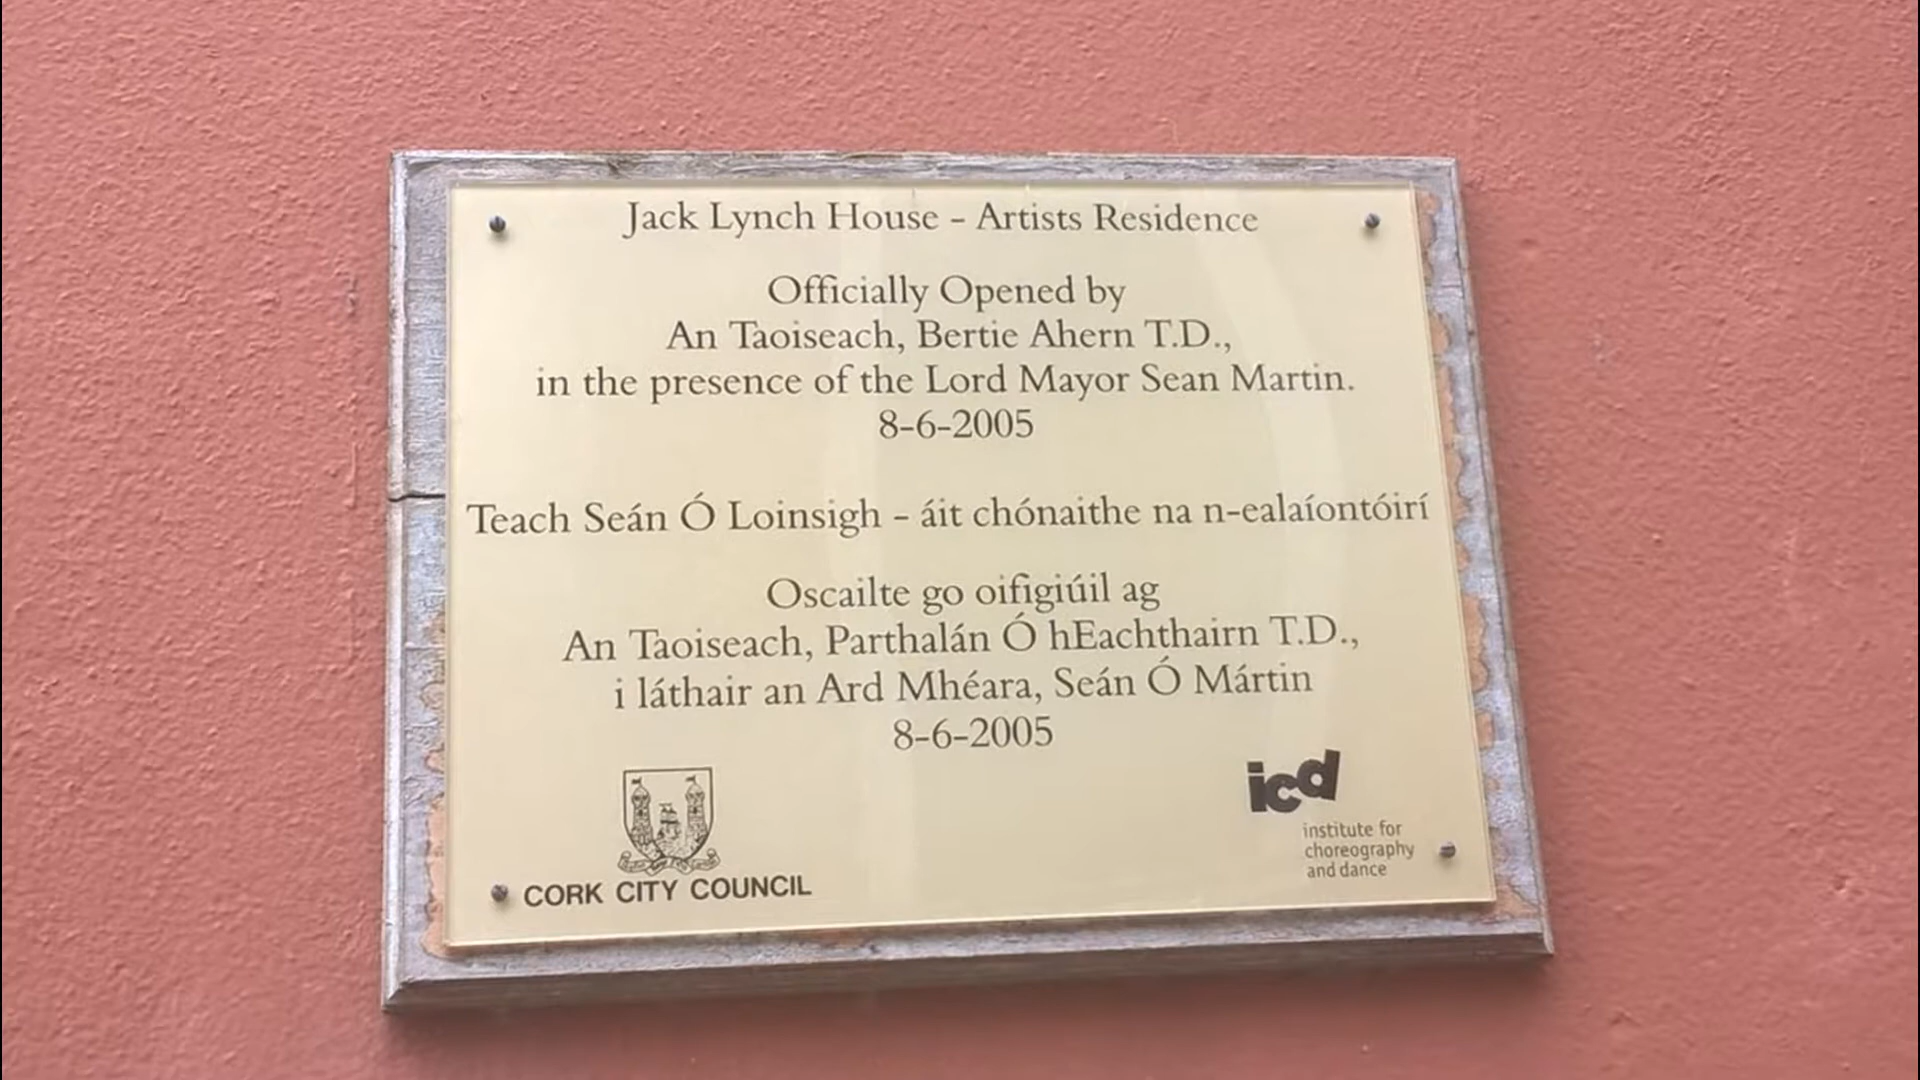 Jack Lynch House - Artists Residence
Officially Opened by
An Taoiseach, Bertie Ahern T.D.,
in the presence of the Lord Mayor Sean Martin.
8-6-2005
Teach Seán Ó Loinsigh - áit chónaithe na n-ealaíontóirí
Oscailte go oifigiúil ag
An Taoiseach, Parthalán Ó hEachthairn T.D.,
i láthair an Ard Mhéara, Seán Ó Mártin
8-6-2005
CORK CITY COUNCIL
icd
institute for
choreography
and dance